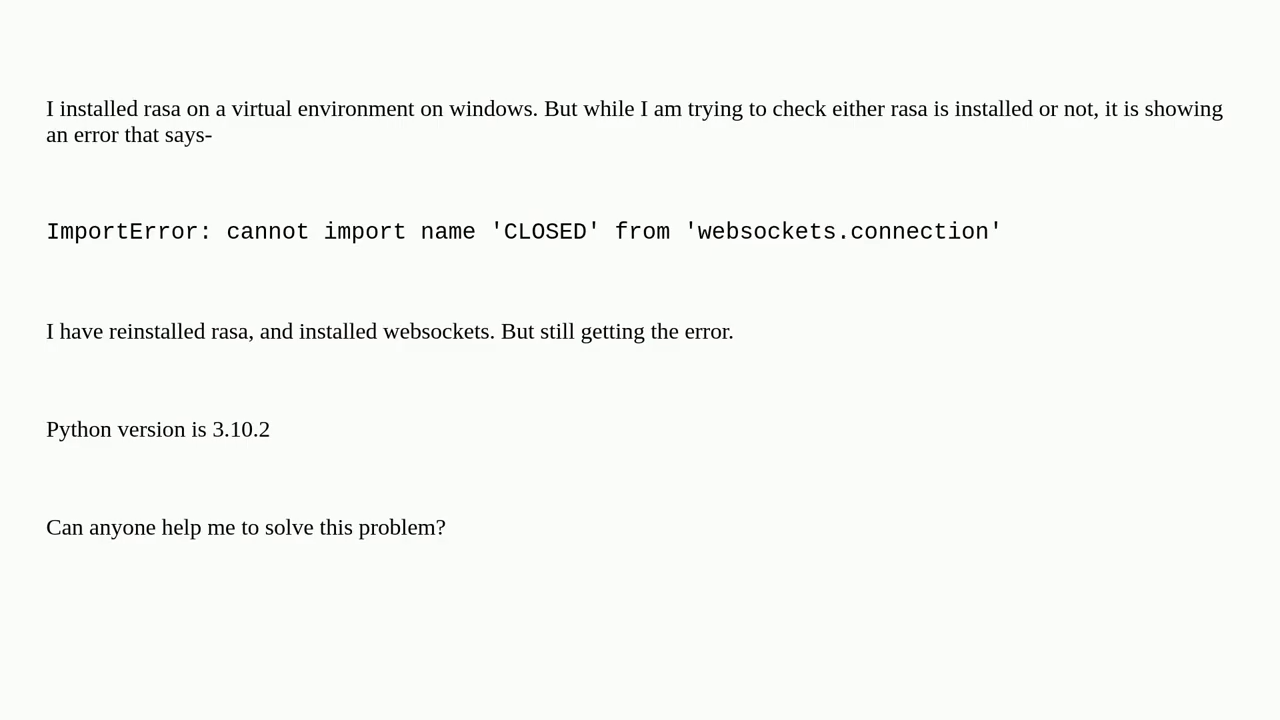 I installed rasa on a virtual environment on windows. But while I am trying to check either rasa is installed or not, it is showing
an error that says-
ImportError: cannot import name 'CLOSED' from 'websockets.connection'
I have reinstalled rasa, and installed websockets. But still getting the error.
Python version is 3.10.2
Can anyone help me to solve this problem?